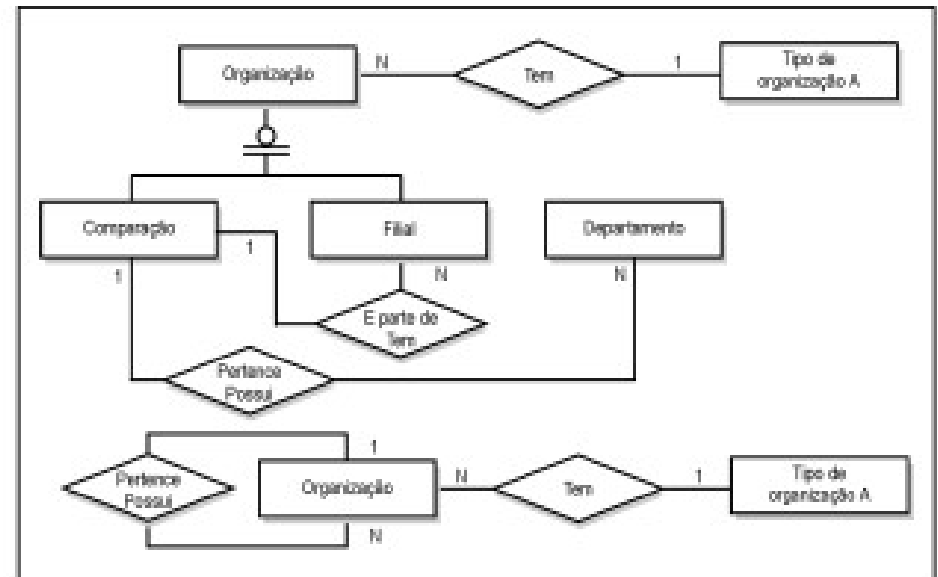 Organização
N
Tem
1
Tipo de
organização A
Comparação
1
1
Filial
N
Departamento
N
E parte de
Tem
Pertence
Possui
Pertence
Possui
1
Organização
N
N
Tem
1
Tipo de
organização A